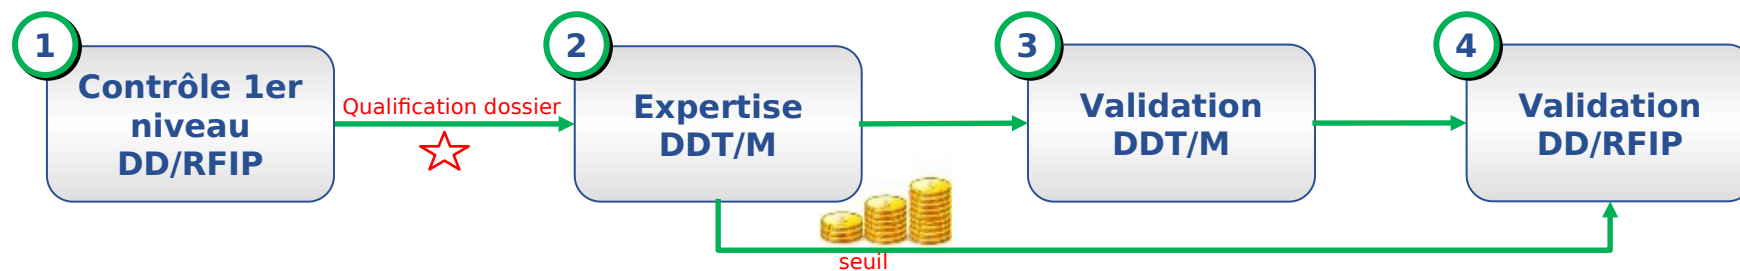 1
Contrôle 1er
niveau
DD/RFIP
Qualification dossier
2
Expertise
DDT/M
3
Validation
DDT/M
4
Validation
DD/RFIP
seuil